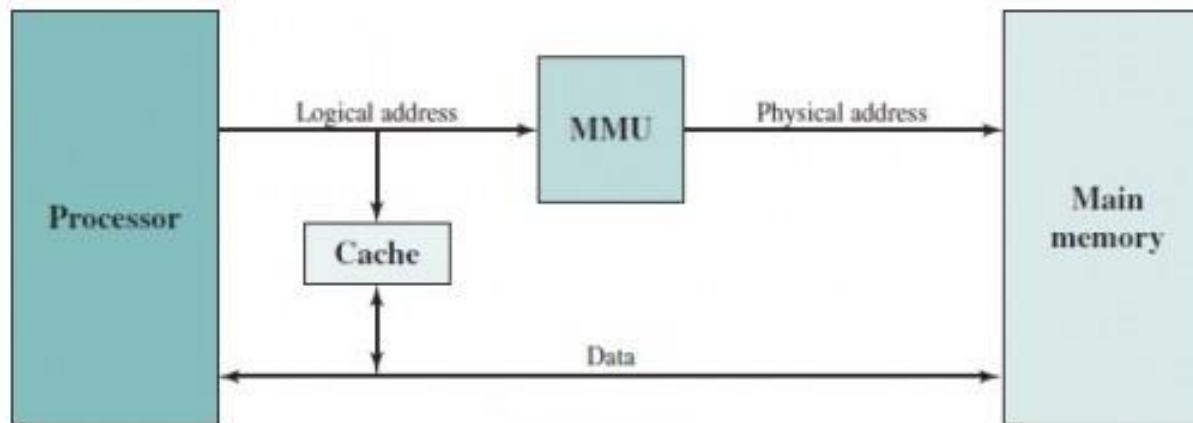 Logical address
MMU
Physical address
Processor
Cache
Main
memory
Data